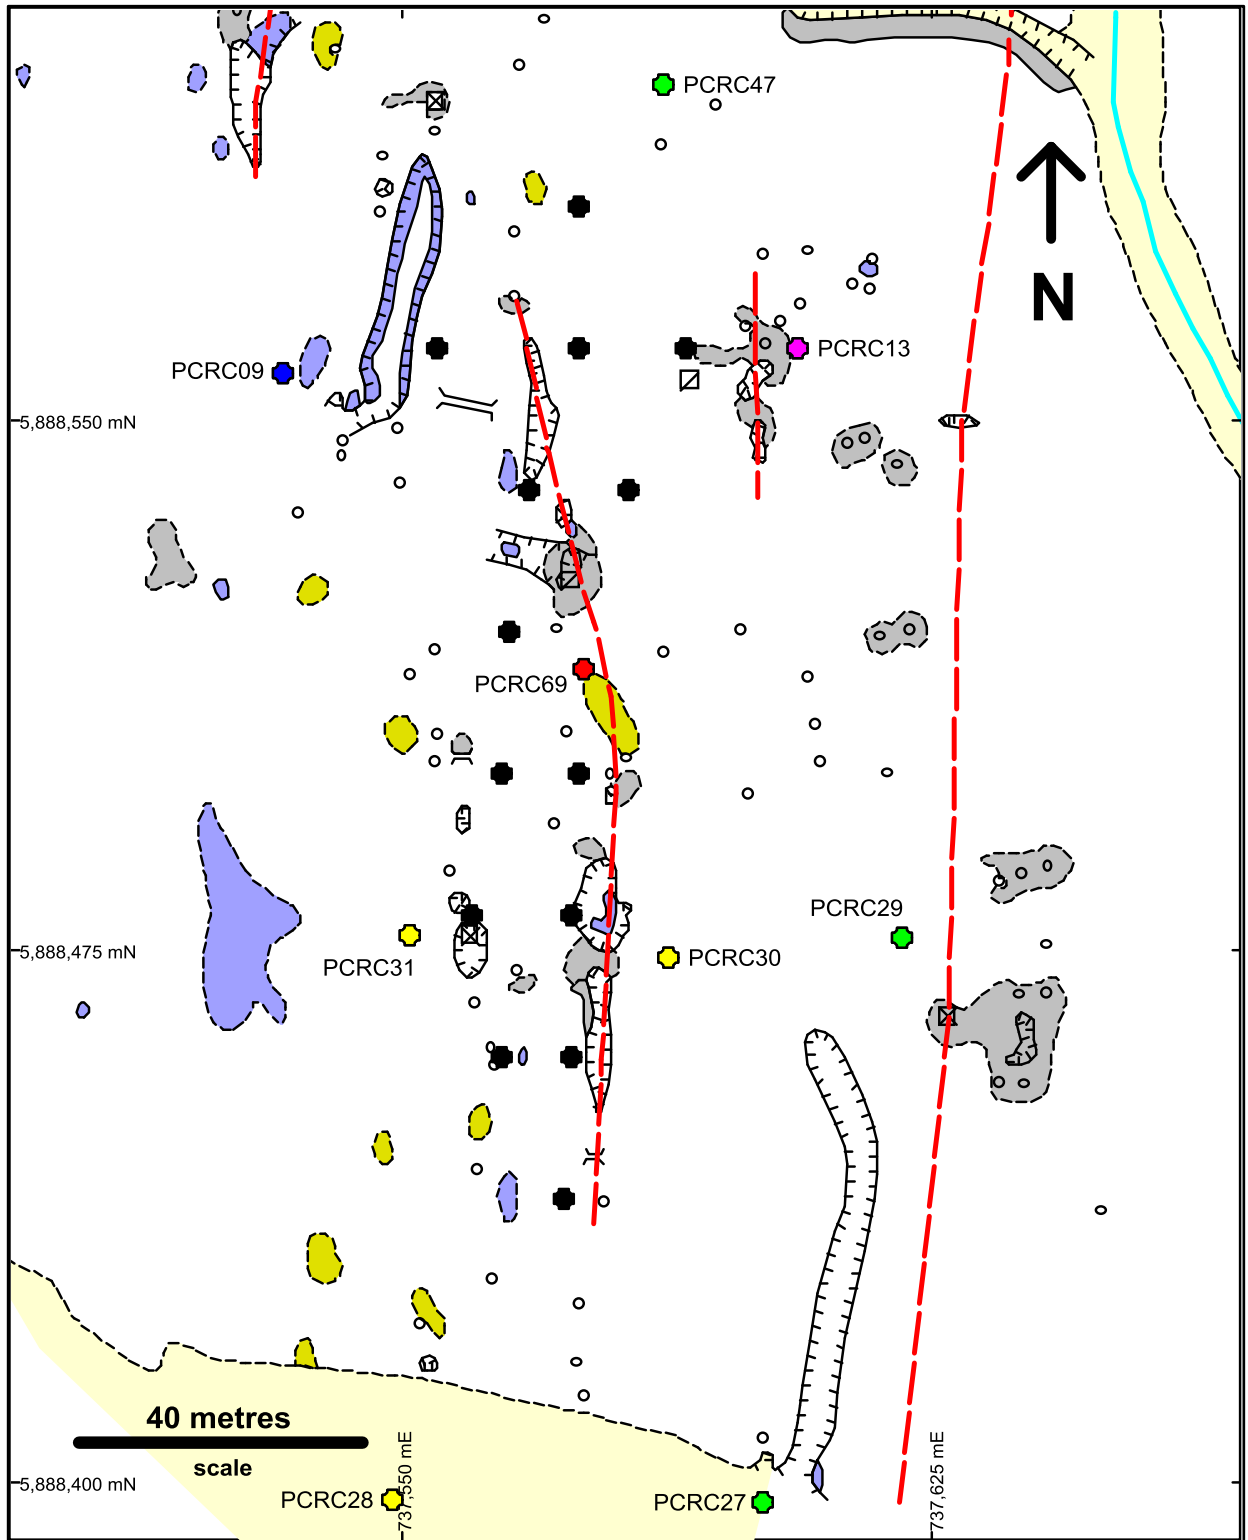 PCRC47
N
PCRC13
PCRC09
5,888,550 mN
PCRC69
PCRC29
5,888,475 mN
PCRC31
PCRC30
40 metres
scale
5,888,400 mN
PCRC28
737,550 mE
PCRC27
737,625 mE